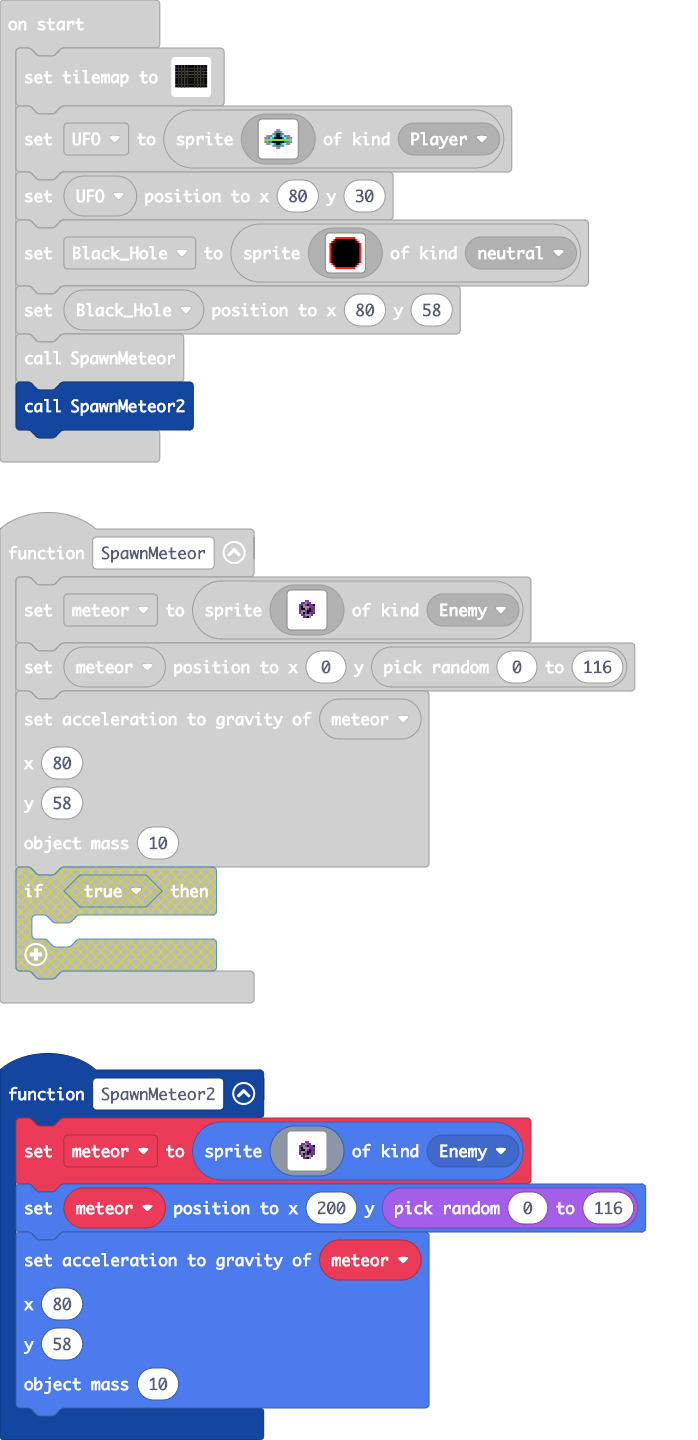 on start
set tilemap to
set UFO to sprite of kind Player
set UFO position to x 80 y 30
set Black_Hole to sprite of kind neutral
set Black_Hole position to x 80 y 58
call SpawnMeteor
call SpawnMeteor2
function SpawnMeteor
set meteor to sprite of kind Enemy
set meteor position to x 0 y pick random 0 to 116
set acceleration to gravity of meteor
x 80
y 58
object mass 10
if true then
function SpawnMeteor2
set meteor to sprite of kind Enemy
set meteor position to x 200 y pick random 0 to 116
set acceleration to gravity of meteor
x 80
y 58
object mass 10